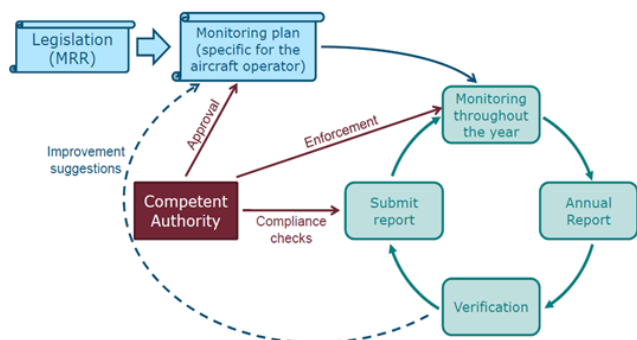 Legislation
(MRR)
Monitoring plan
(specific for the
aircraft operator)
Approval
Enforcement
Monitoring
throughout
the year
Improvement
suggestions
Competent
Authority
Compliance
checks
Submit
report
Annual
Report
Verification